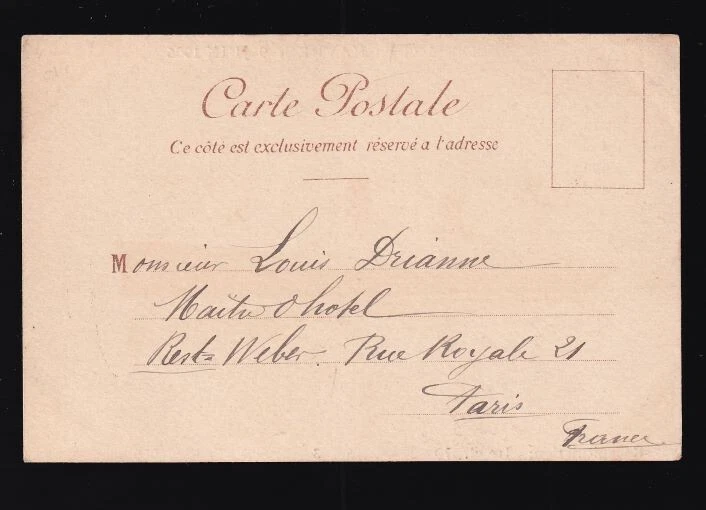 Carte Postale
Ce côté est exclusivement réservé a l'adresse
Monsieur Louis Drianne
Maitre d hotel
Rest= Weber. Rue Royale 21
Paris
France